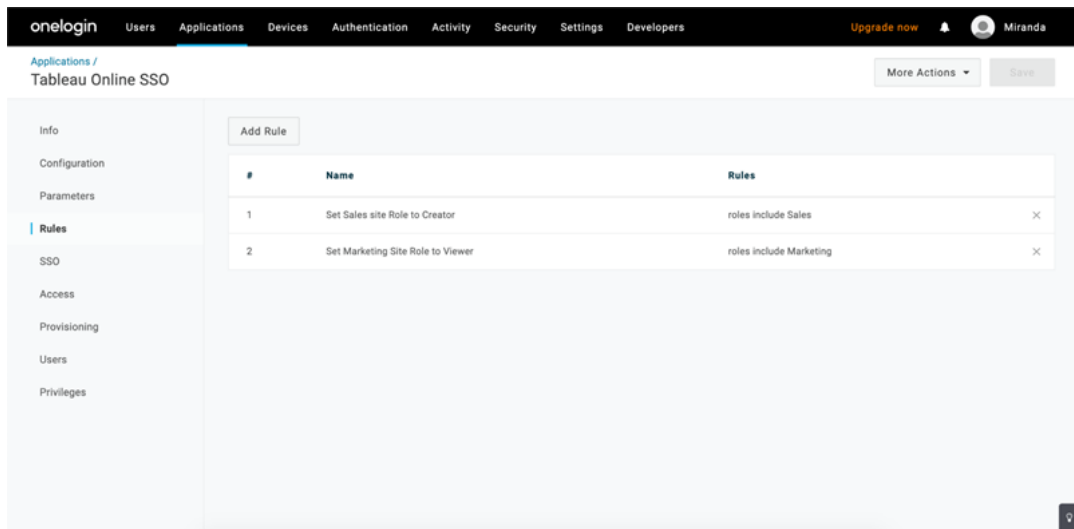 onelogin Users Applications Devices Authentication Activity Security Settings Developers Upgrade now Miranda
Applications /
Tableau Online SSO
More Actions
Save
Info
Configuration
Parameters
Rules
SSO
Access
Provisioning
Users
Privileges
Add Rule
# Name Rules
1 Set Sales site Role to Creator roles include Sales
2 Set Marketing Site Role to Viewer roles include Marketing